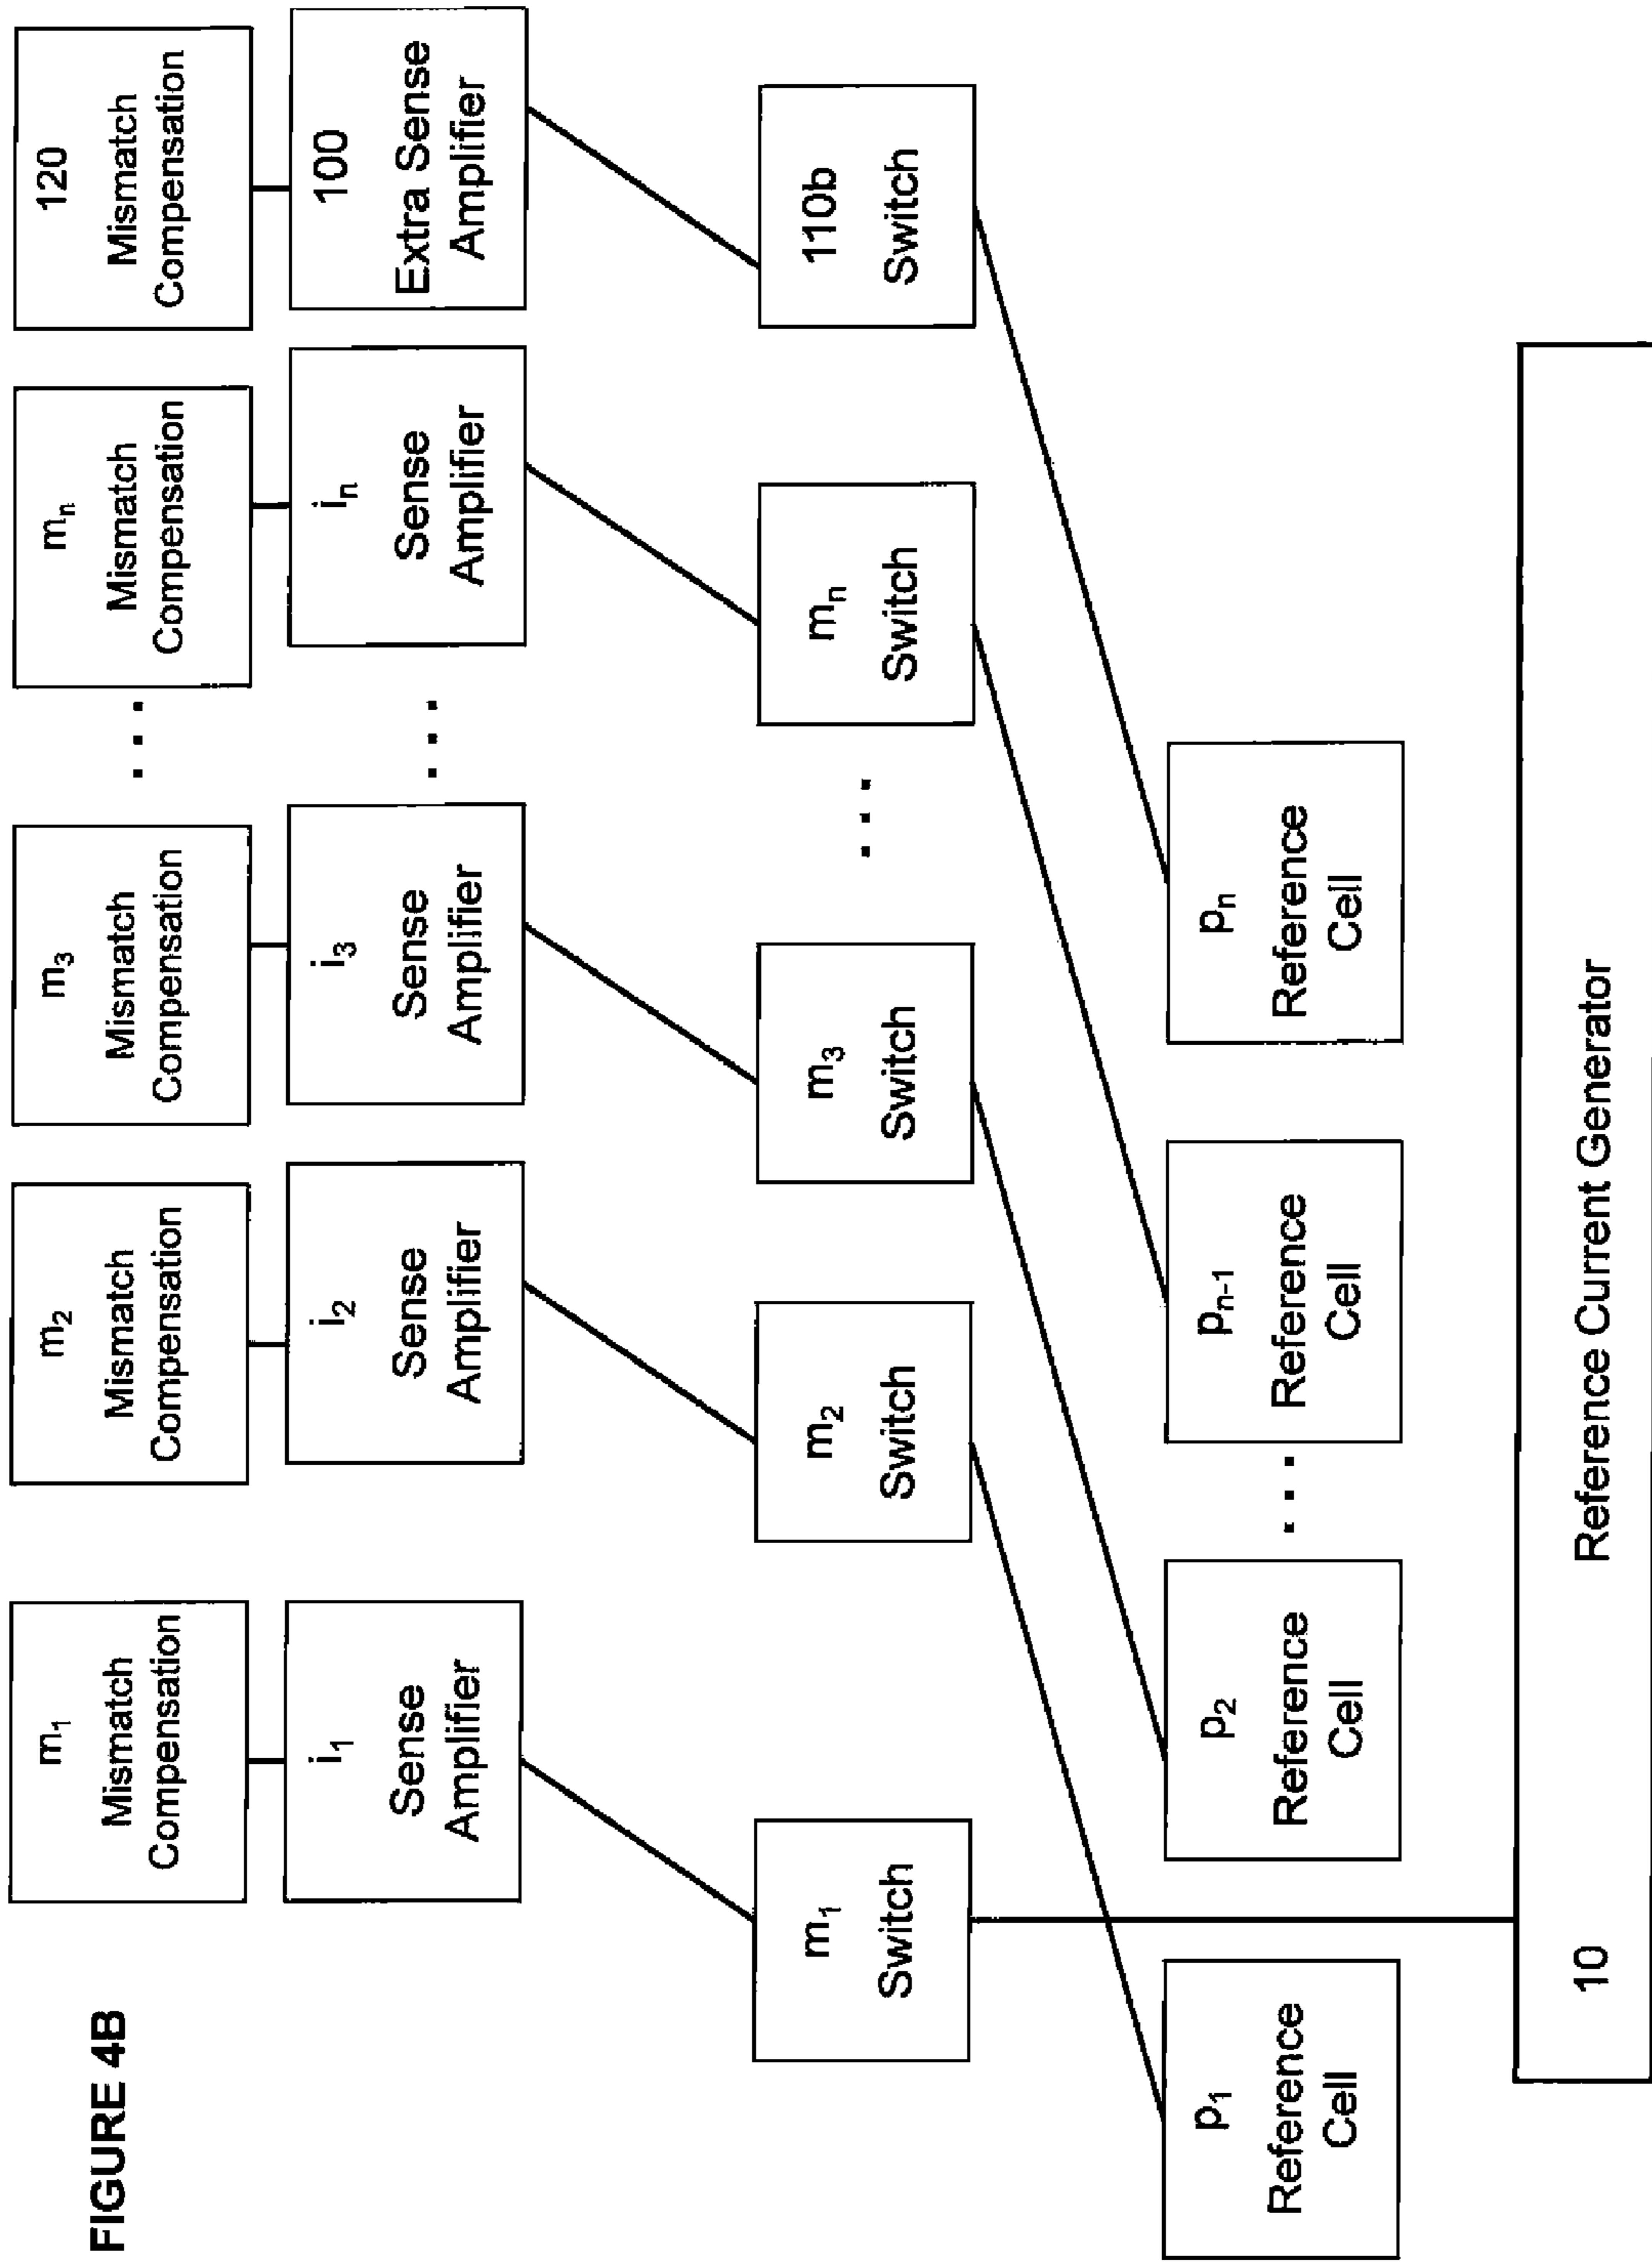 FIGURE 4B
m₁
Mismatch
Compensation
m₂
Mismatch
Compensation
m₃
Mismatch
Compensation
...
mₙ
Mismatch
Compensation
120
Mismatch
Compensation
i₁
Sense
Amplifier
i₂
Sense
Amplifier
i₃
Sense
Amplifier
...
iₙ
Sense
Amplifier
100
Extra Sense
Amplifier
m₁
Switch
m₂
Switch
m₃
Switch
...
mₙ
Switch
110b
Switch
p₁
Reference
Cell
p₂
Reference
Cell
...
pₙ₋₁
Reference
Cell
pₙ
Reference
Cell
10
Reference Current Generator